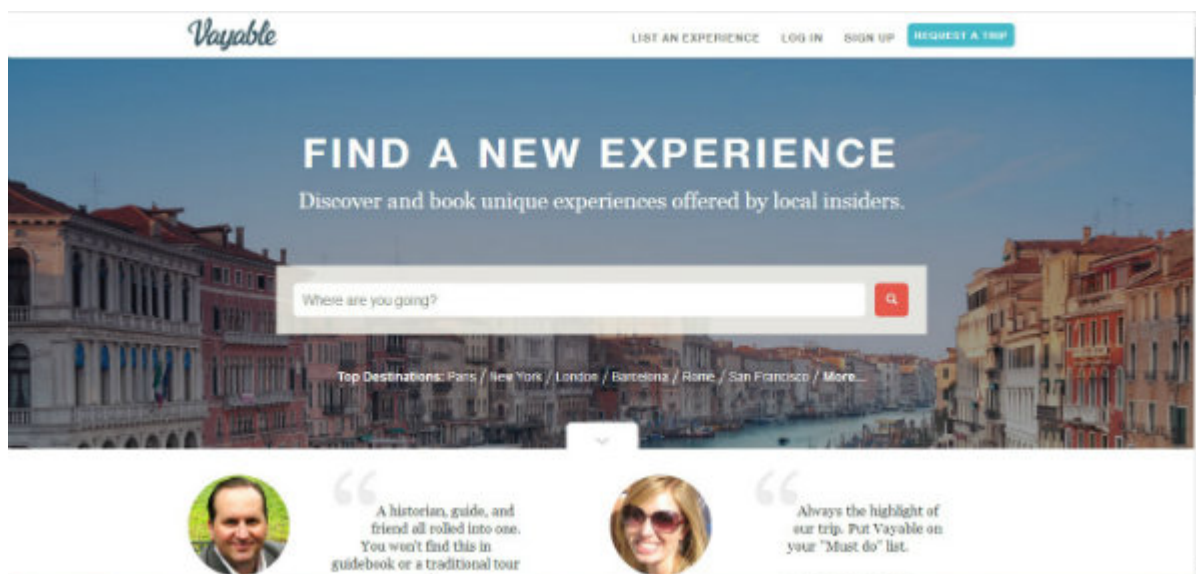 Vayable
LIST AN EXPERIENCE LOG IN SIGN UP REQUEST A TRIP
FIND A NEW EXPERIENCE
Discover and book unique experiences offered by local insiders.
Where are you going?
Top Destinations: Paris / New York / London / Barcelona / Rome / San Francisco / More...
“
A historian, guide, and
friend all rolled into one.
You won't find this in
guidebook or a traditional tour
“
Always the highlight of
our trip. Put Vayable on
your "Must do" list.